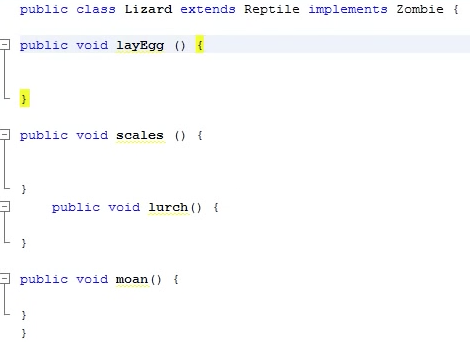 public class Lizard extends Reptile implements Zombie {
public void layEgg () {
}
public void scales () {
}
public void lurch() {
}
public void moan() {
}
}